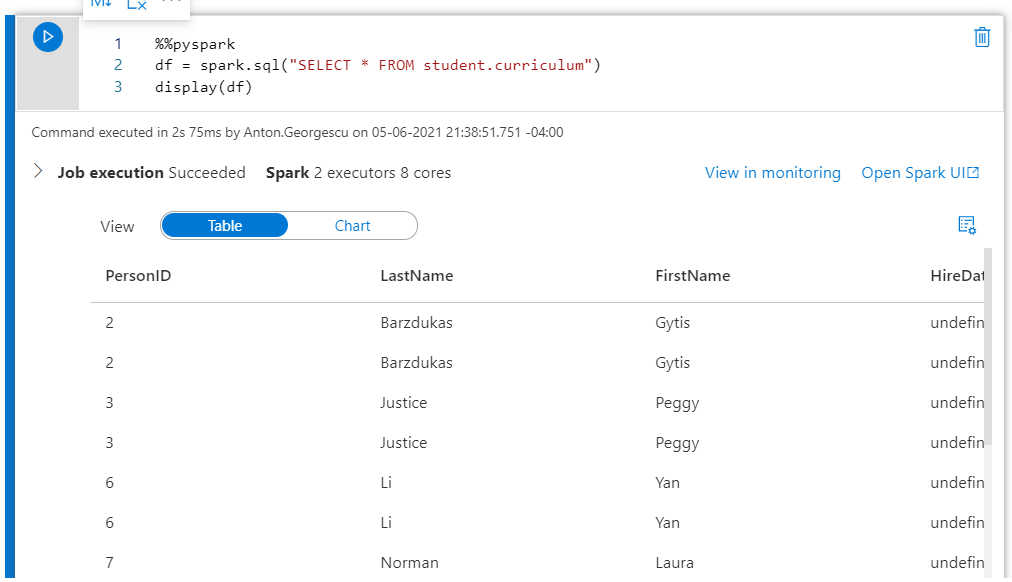 M↓
1 %%pyspark
2 df = spark.sql("SELECT * FROM student.curriculum")
3 display(df)
Command executed in 2s 75ms by Anton.Georgescu on 05-06-2021 21:38:51.751 -04:00
Job execution Succeeded Spark 2 executors 8 cores View in monitoring Open Spark UI
View Table Chart
PersonID LastName FirstName HireDat
2 Barzdukas Gytis undefin
2 Barzdukas Gytis undefin
3 Justice Peggy undefin
3 Justice Peggy undefin
6 Li Yan undefin
6 Li Yan undefin
7 Norman Laura undefin